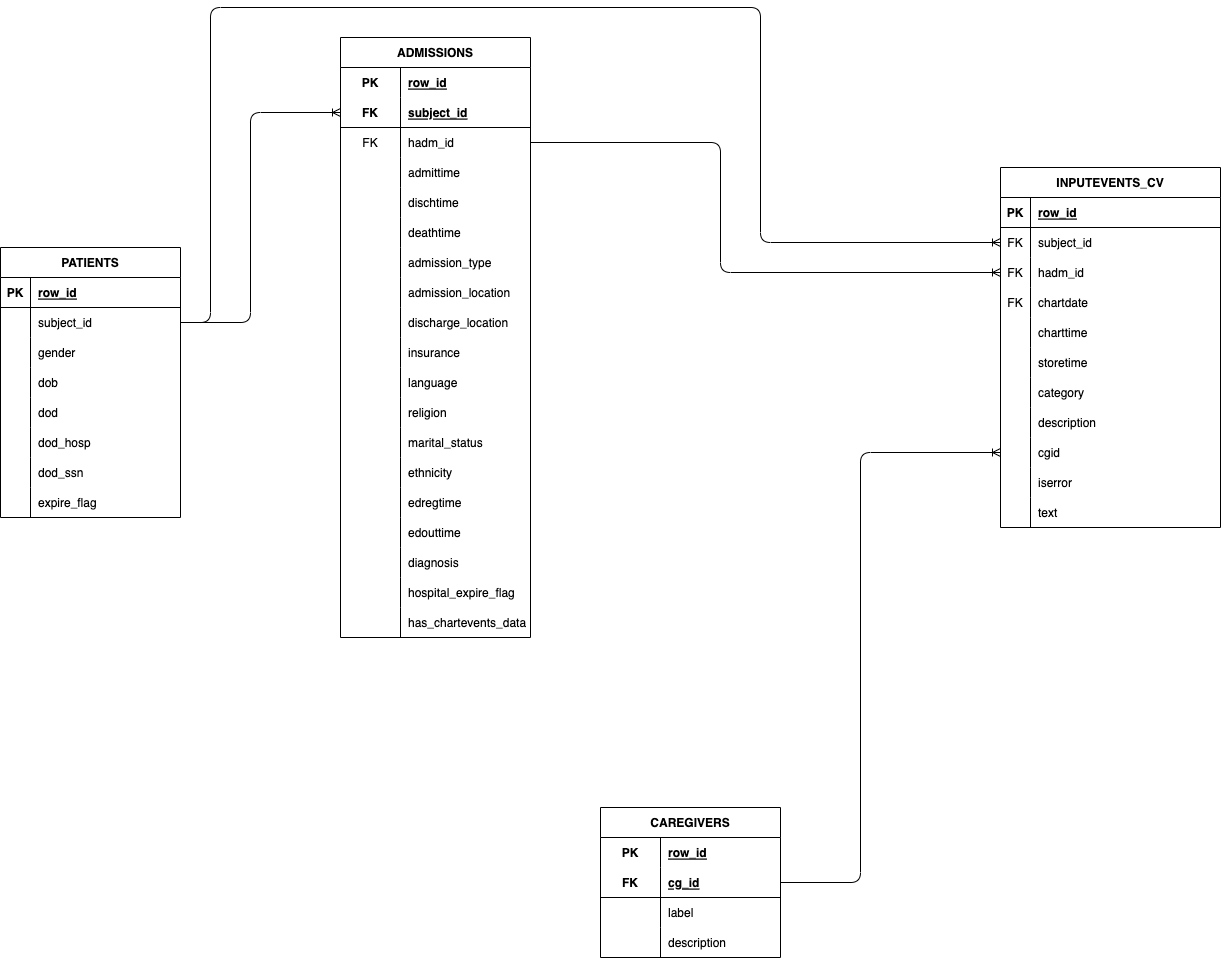 ADMISSIONS
PK row_id
FK subject_id
FK hadm_id
admittime
dischtime
deathtime
admission_type
admission_location
discharge_location
insurance
language
religion
marital_status
ethnicity
edregtime
edouttime
diagnosis
hospital_expire_flag
has_chartevents_data
INPUTEVENTS_CV
PK row_id
FK subject_id
FK hadm_id
FK chartdate
charttime
storetime
category
description
cgid
iserror
text
PATIENTS
PK row_id
subject_id
gender
dob
dod
dod_hosp
dod_ssn
expire_flag
CAREGIVERS
PK row_id
FK cg_id
label
description